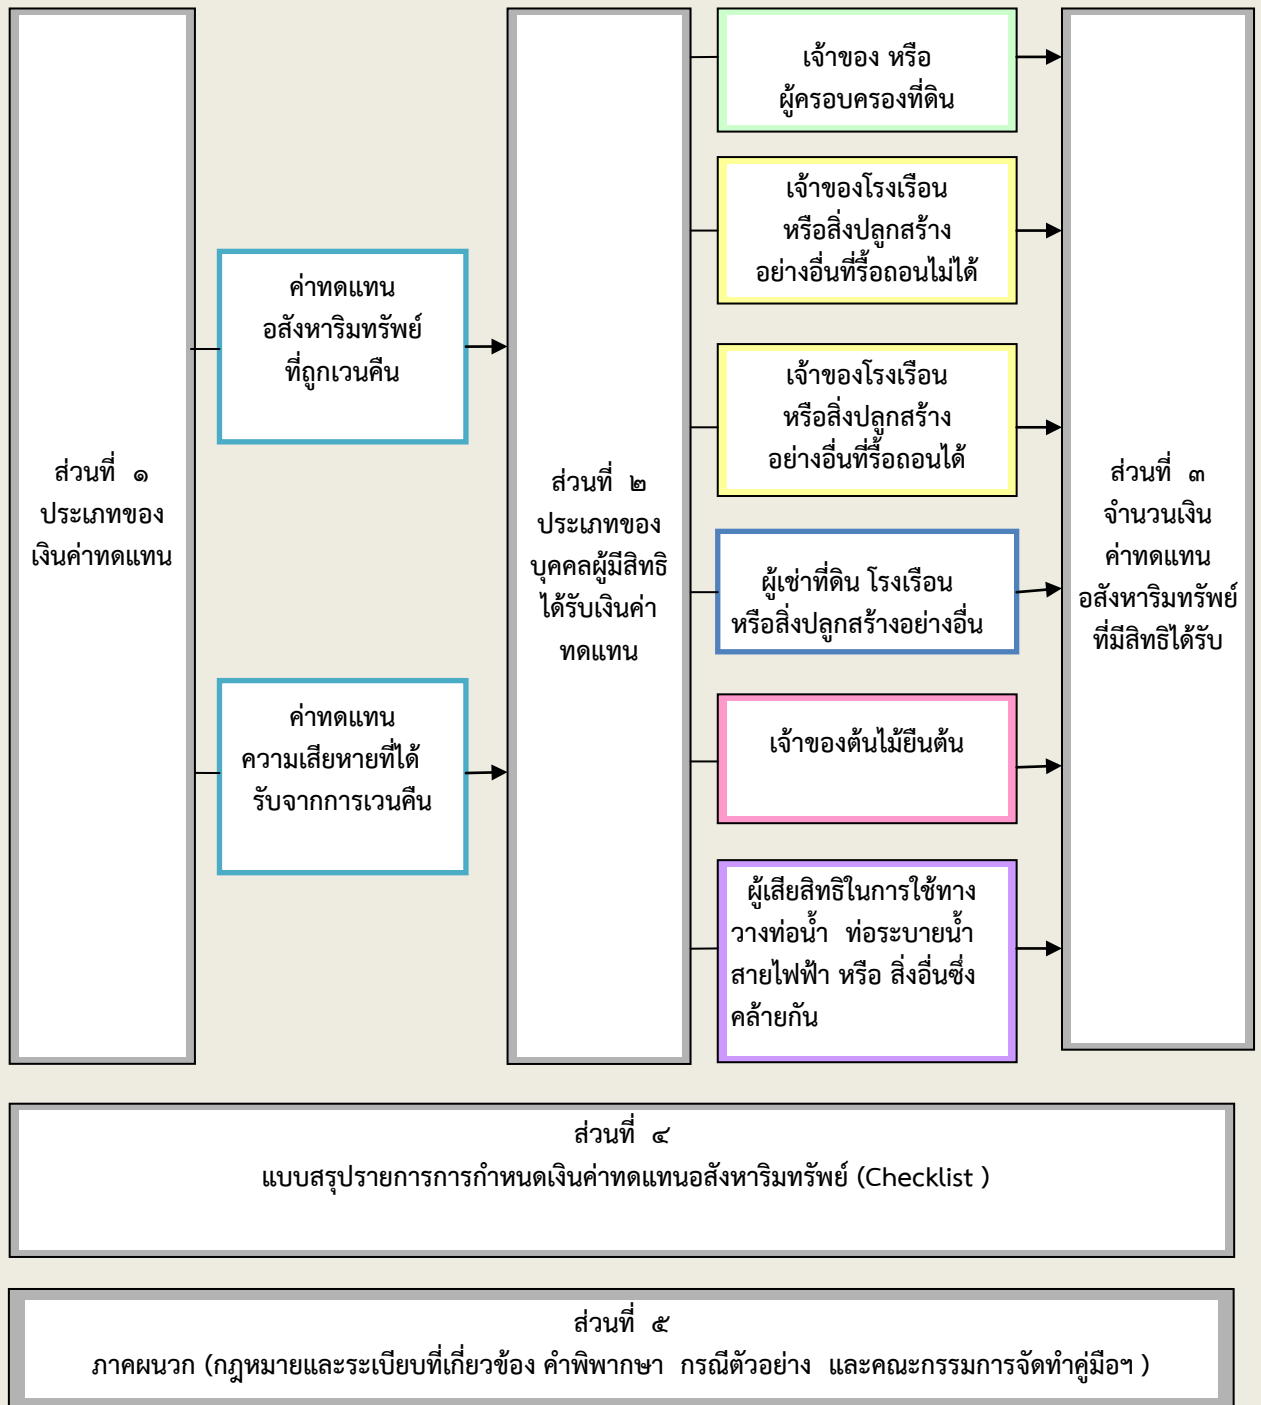 ส่วนที่ ๑
ประเภทของ
เงินค่าทดแทน
ค่าทดแทน
อสังหาริมทรัพย์
ที่ถูกเวนคืน
ค่าทดแทน
ความเสียหายที่ได้
รับจากการเวนคืน
ส่วนที่ ๒
ประเภทของ
บุคคลผู้มีสิทธิ
ได้รับเงินค่า
ทดแทน
เจ้าของ หรือ
ผู้ครอบครองที่ดิน
เจ้าของโรงเรือน
หรือสิ่งปลูกสร้าง
อย่างอื่นที่รื้อถอนไม่ได้
เจ้าของโรงเรือน
หรือสิ่งปลูกสร้าง
อย่างอื่นที่รื้อถอนได้
ผู้เช่าที่ดิน โรงเรือน
หรือสิ่งปลูกสร้างอย่างอื่น
เจ้าของต้นไม้ยืนต้น
ผู้เสียสิทธิในการใช้ทาง
วางท่อน้ำ ท่อระบายน้ำ
สายไฟฟ้า หรือ สิ่งอื่นซึ่ง
คล้ายกัน
ส่วนที่ ๓
จำนวนเงิน
ค่าทดแทน
อสังหาริมทรัพย์
ที่มีสิทธิได้รับ
ส่วนที่ ๔
แบบสรุปรายการการกำหนดเงินค่าทดแทนอสังหาริมทรัพย์ (Checklist )
ส่วนที่ ๕
ภาคผนวก (กฎหมายและระเบียบที่เกี่ยวข้อง คำพิพากษา กรณีตัวอย่าง และคณะกรรมการจัดทำคู่มือฯ )